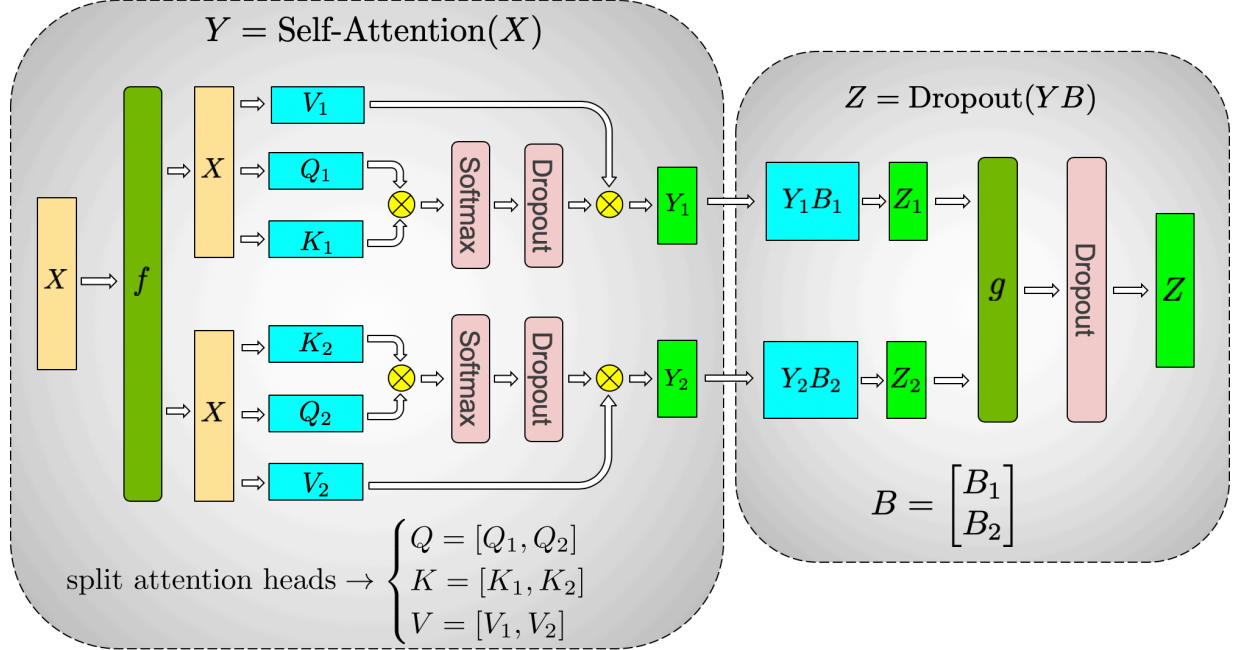 Y = Self-Attention(X)
X
f
X
V₁
Q₁
K₁
Softmax
Dropout
Y₁
X
K₂
Q₂
V₂
Softmax
Dropout
Y₂
split attention heads → { Q = [Q₁, Q₂]
K = [K₁, K₂]
V = [V₁, V₂]
Z = Dropout(YB)
Y₁B₁
Z₁
Y₂B₂
Z₂
g
Dropout
Z
B = [B₁
B₂]